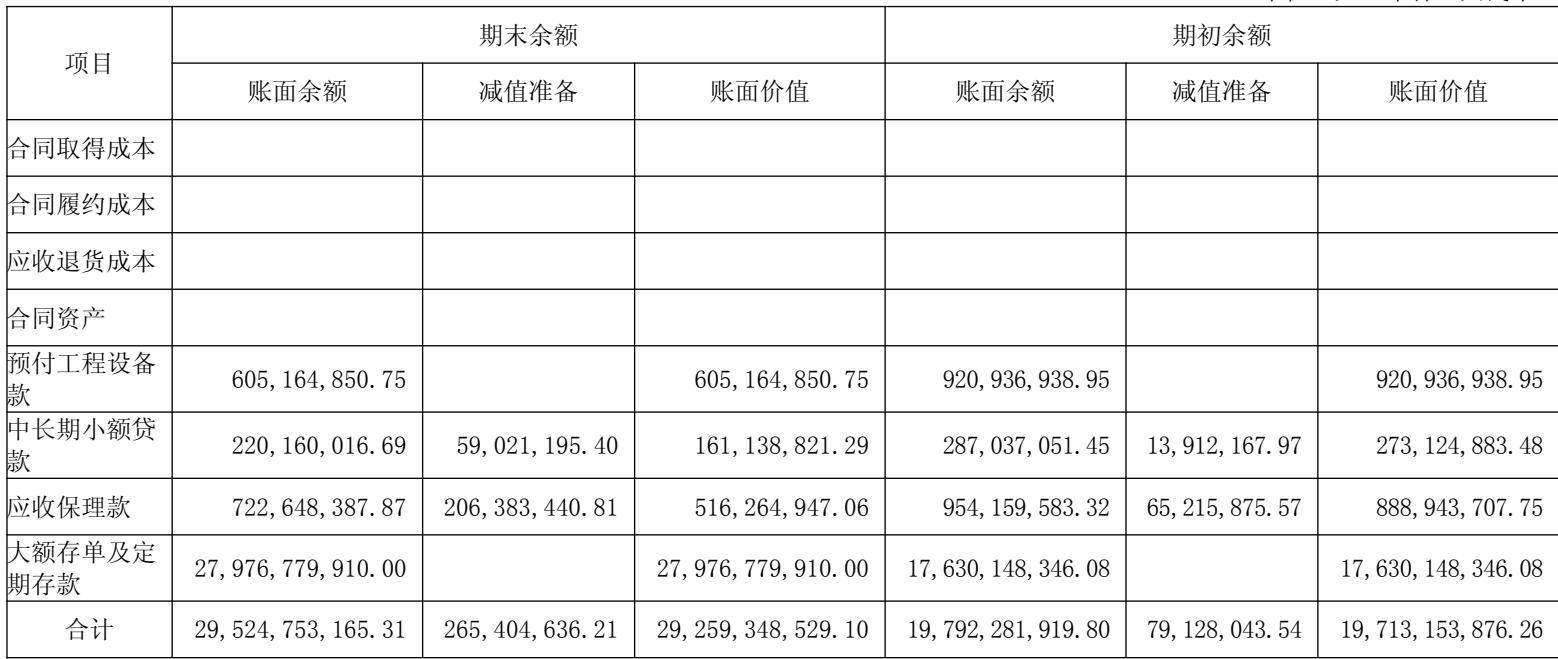 项目 期末余额 期初余额
账面余额 减值准备 账面价值 账面余额 减值准备 账面价值
合同取得成本
合同履约成本
应收退货成本
合同资产
预付工程设备
款 605,164,850.75 605,164,850.75 920,936,938.95 920,936,938.95
中长期小额贷
款 220,160,016.69 59,021,195.40 161,138,821.29 287,037,051.45 13,912,167.97 273,124,883.48
应收保理款 722,648,387.87 206,383,440.81 516,264,947.06 954,159,583.32 65,215,875.57 888,943,707.75
大额存单及定
期存款 27,976,779,910.00 27,976,779,910.00 17,630,148,346.08 17,630,148,346.08
合计 29,524,753,165.31 265,404,636.21 29,259,348,529.10 19,792,281,919.80 79,128,043.54 19,713,153,876.26